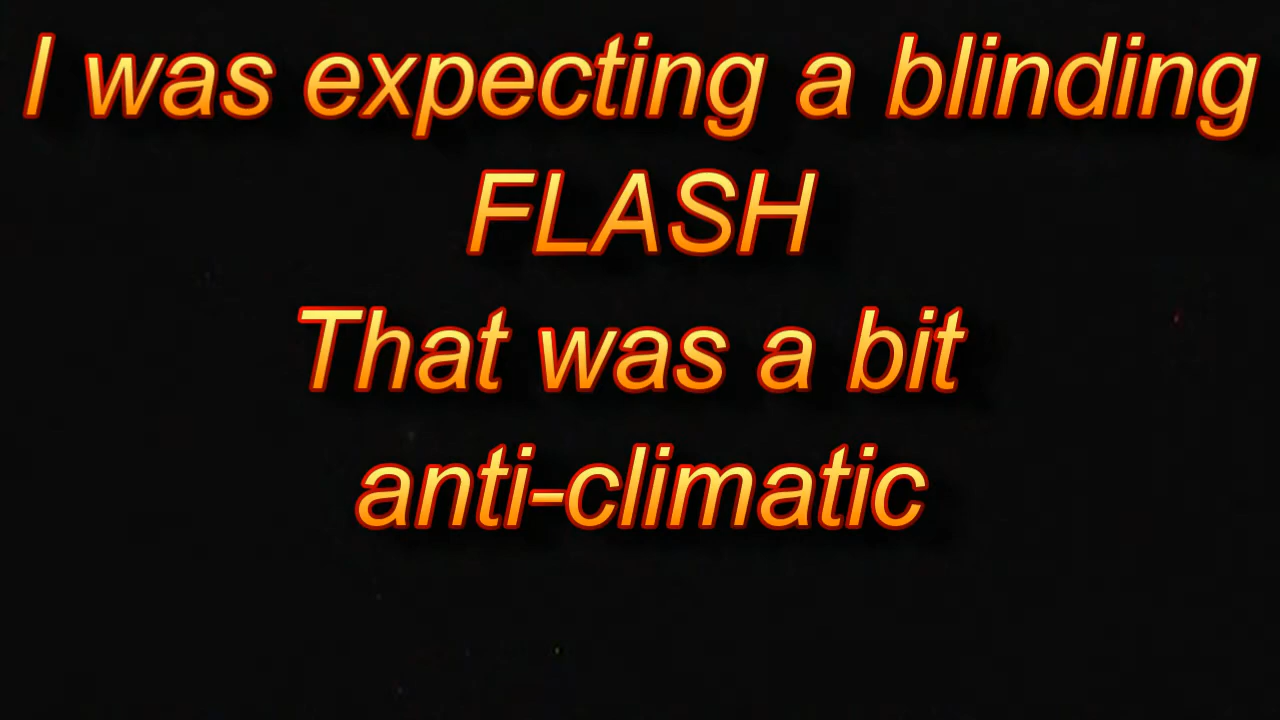 I was expecting a blinding
FLASH
That was a bit
anti-climatic